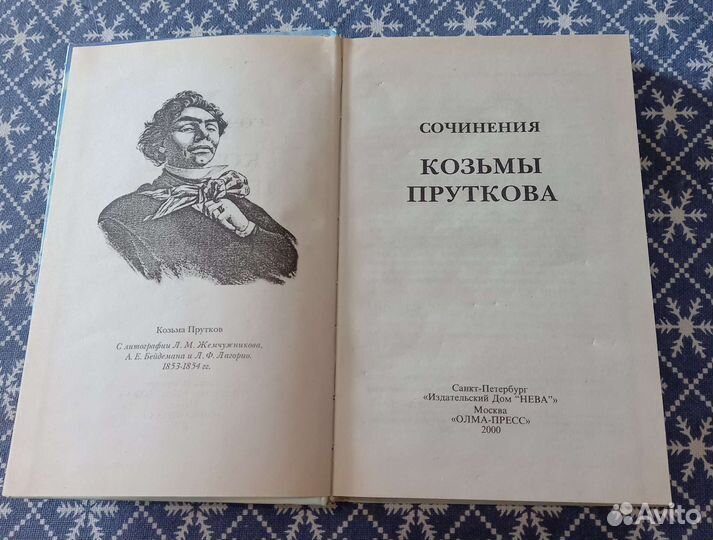 Козьма Прутков
С литографии Л. М. Жемчужникова,
А. Е. Бейдемана и Л. Ф. Лагорио.
1853-1854 гг.
СОЧИНЕНИЯ
КОЗЬМЫ
ПРУТКОВА
Санкт-Петербург
«Издательский Дом "НЕВА"»
Москва
«ОЛМА-ПРЕСС»
2000
Avito